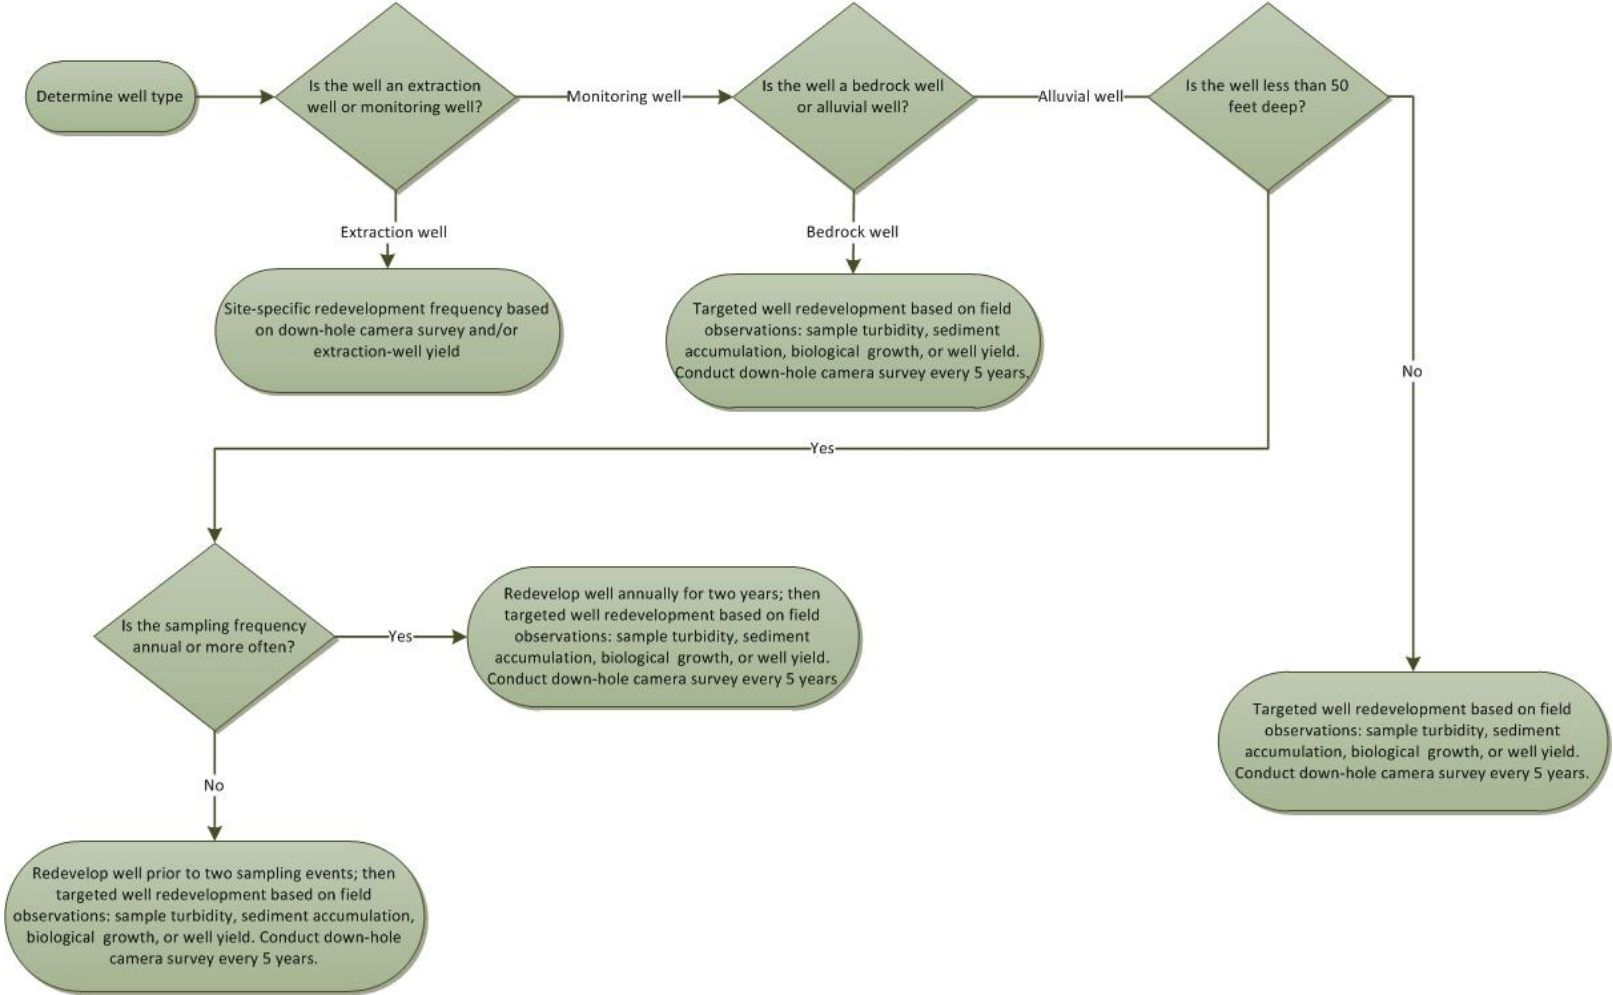 Determine well type
Is the well an extraction
well or monitoring well?
Monitoring well
Is the well a bedrock well
or alluvial well?
Alluvial well
Is the well less than 50
feet deep?
Extraction well
Bedrock well
Site-specific redevelopment frequency based
on down-hole camera survey and/or
extraction-well yield
Targeted well redevelopment based on field
observations: sample turbidity, sediment
accumulation, biological growth, or well yield.
Conduct down-hole camera survey every 5 years.
No
Yes
Is the sampling frequency
annual or more often?
Yes
Redevelop well annually for two years; then
targeted well redevelopment based on field
observations: sample turbidity, sediment
accumulation, biological growth, or well yield.
Conduct down-hole camera survey every 5 years
Targeted well redevelopment based on field
observations: sample turbidity, sediment
accumulation, biological growth, or well yield.
Conduct down-hole camera survey every 5 years.
No
Redevelop well prior to two sampling events; then
targeted well redevelopment based on field
observations: sample turbidity, sediment accumulation,
biological growth, or well yield. Conduct down-hole
camera survey every 5 years.